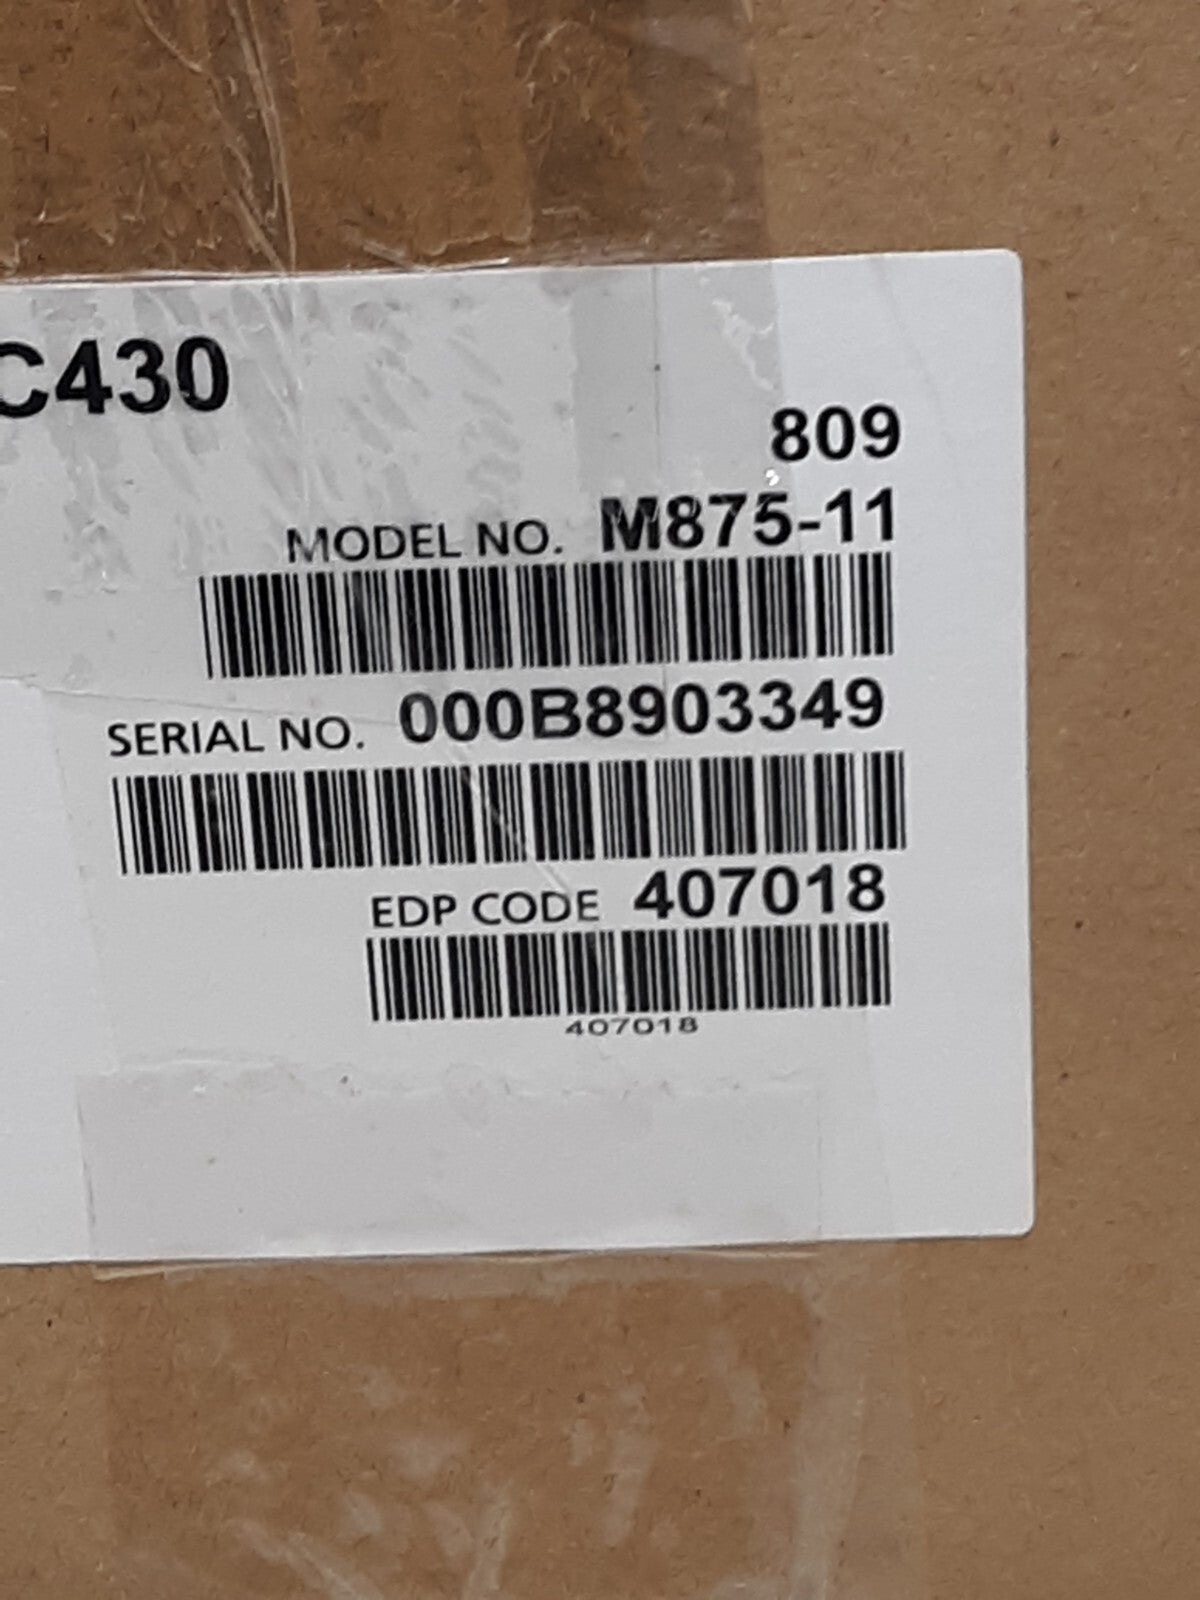 C430
809
MODEL NO. M875-11
SERIAL NO. 000B8903349
EDP CODE 407018
407018